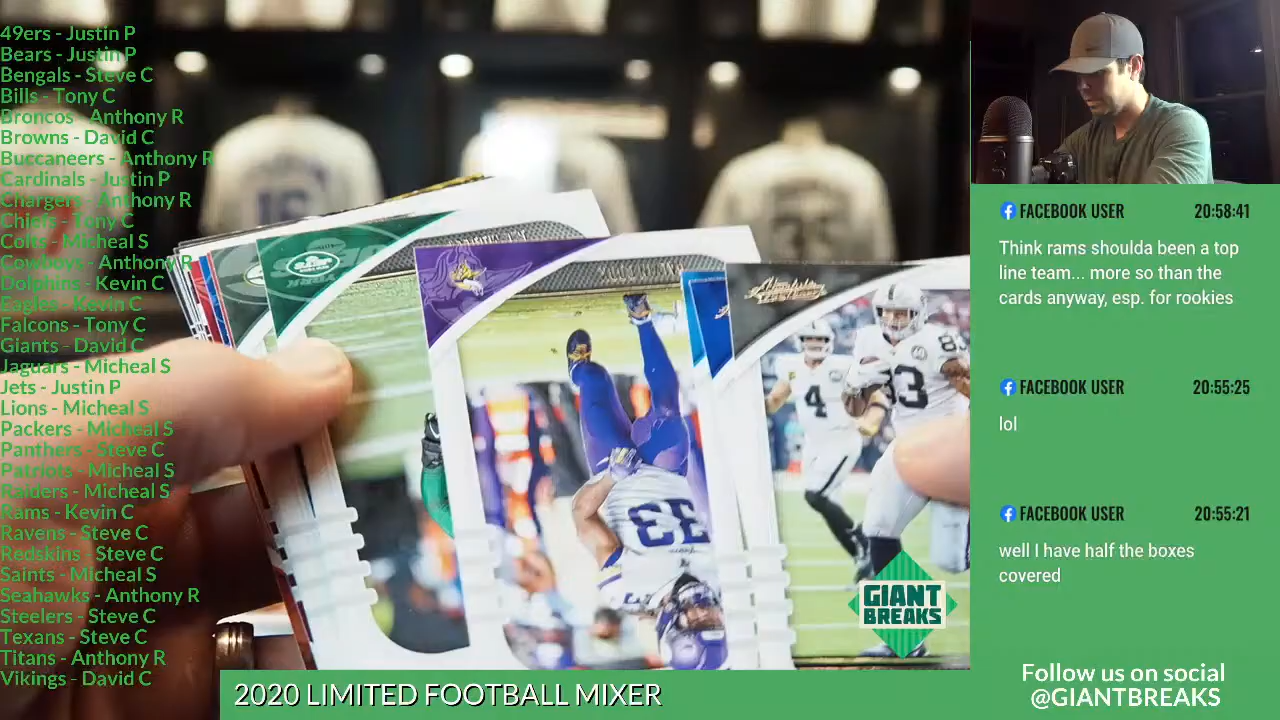 49ers - Justin P
Bears - Justin P
Bengals - Steve C
Bills - Tony C
Broncos - Anthony R
Browns - David C
Buccaneers - Anthony R
Cardinals - Justin P
Chargers - Anthony R
Chiefs - Tony C
Colts - Micheal S
Cowboys - Anthony R
Dolphins - Kevin C
Eagles - Kevin C
Falcons - Tony C
Giants - David C
Jaguars - Micheal S
Jets - Justin P
Lions - Micheal S
Packers - Micheal S
Panthers - Steve C
Patriots - Micheal S
Raiders - Micheal S
Rams - Kevin C
Ravens - Steve C
Redskins - Steve C
Saints - Micheal S
Seahawks - Anthony R
Steelers - Steve C
Texans - Steve C
Titans - Anthony R
Vikings - David C
33
4
83
GIANT
BREAKS
2020 LIMITED FOOTBALL MIXER
FACEBOOK USER 20:58:41
Think rams shoulda been a top
line team... more so than the
cards anyway, esp. for rookies
FACEBOOK USER 20:55:25
lol
FACEBOOK USER 20:55:21
well I have half the boxes
covered
Follow us on social
@GIANTBREAKS